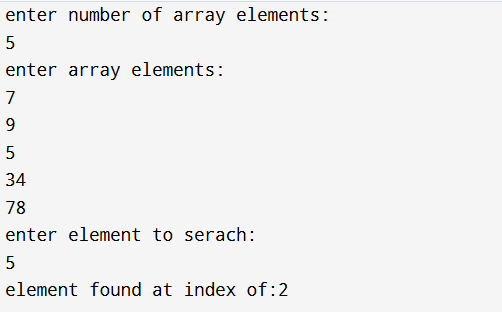 enter number of array elements:
5
enter array elements:
7
9
5
34
78
enter element to serach:
5
element found at index of:2